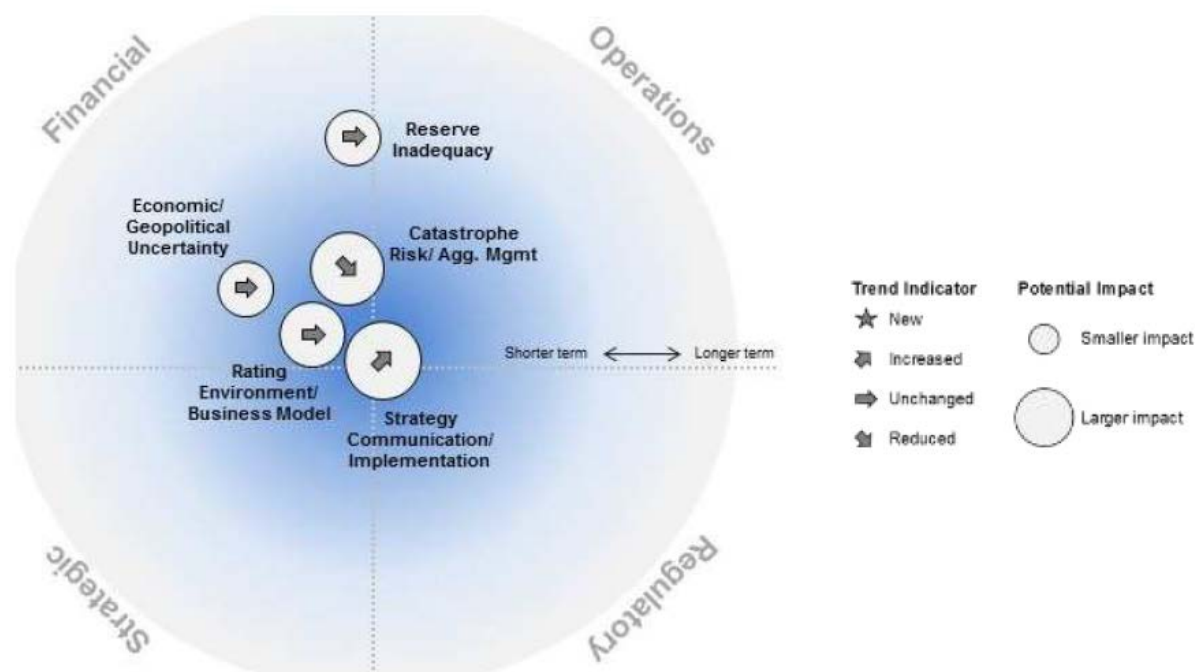 Financial
Operations
Reserve
Inadequacy
Economic/
Geopolitical
Uncertainty
Catastrophe
Risk/ Agg. Mgmt
Rating
Environment/
Business Model
Strategy
Communication/
Implementation
Shorter term
Longer term
Strategic
Regulatory
Trend Indicator
New
Increased
Unchanged
Reduced
Potential Impact
Smaller impact
Larger impact